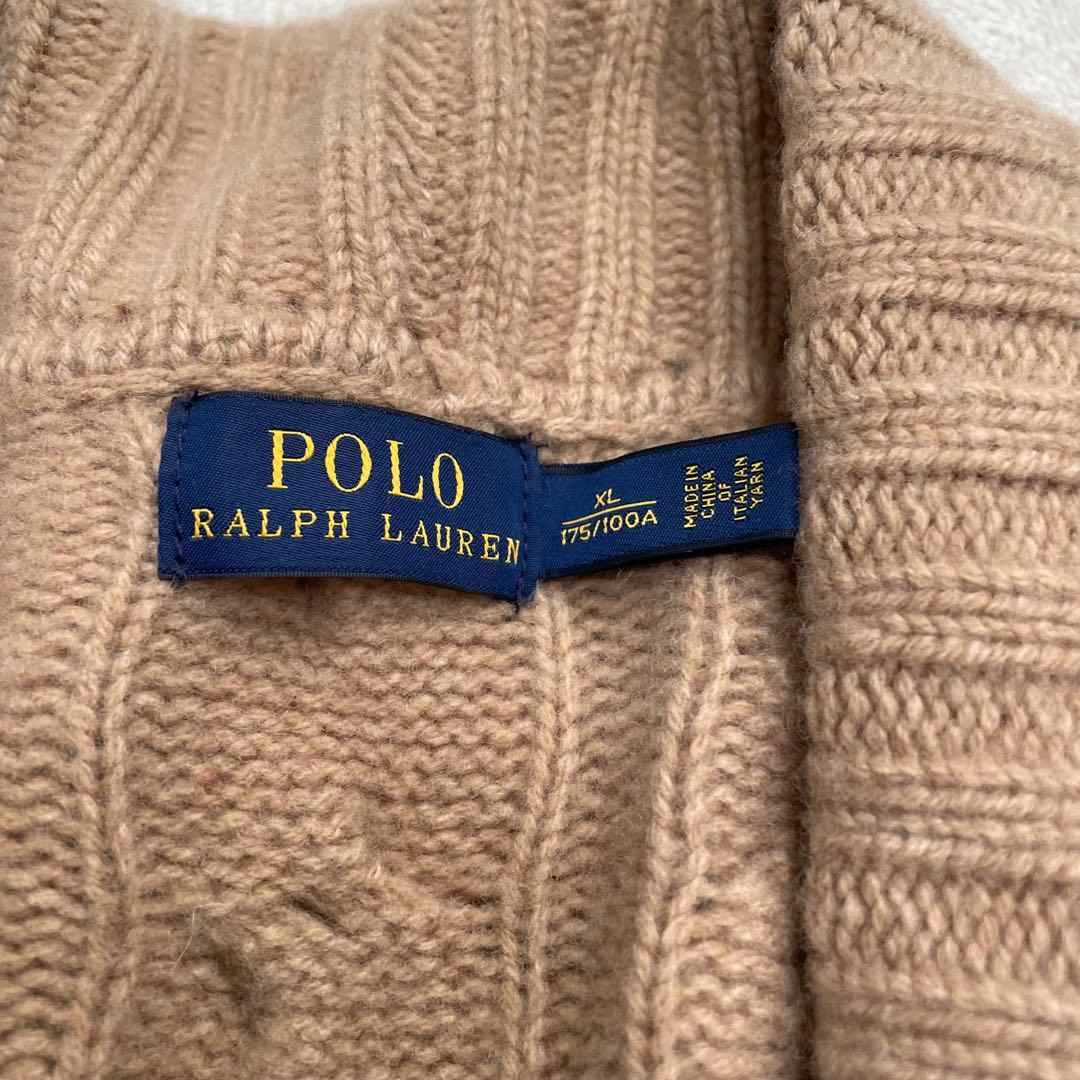 POLO
RALPH LAUREN
XL
175/100A
MADE IN
CHINA
OF
ITALIAN
YARN